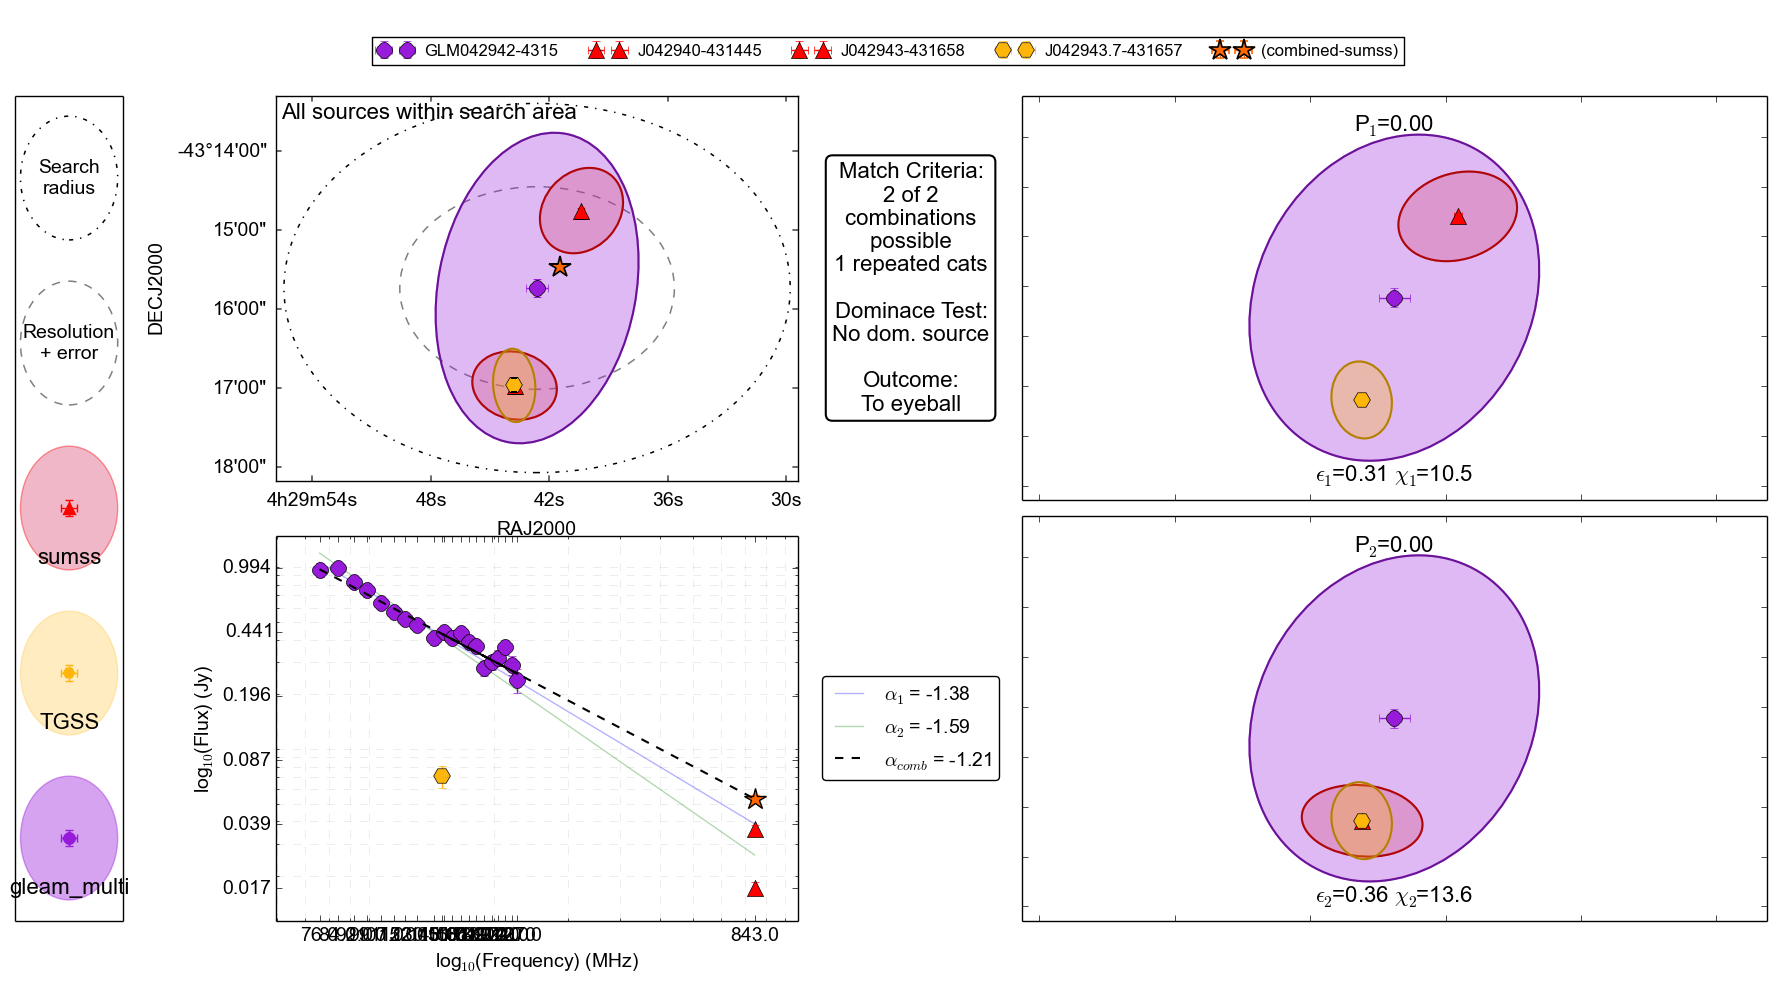 GLM042942-4315 J042940-431445 J042943-431658 J042943.7-431657 (combined-sumss)
Search
radius
Resolution
+ error
sumss
TGSS
gleam_multi
All sources within search area
DECJ2000
-43°14'00"
15'00"
16'00"
17'00"
18'00"
4h29m54s 48s 42s 36s 30s
RAJ2000
Match Criteria:
2 of 2
combinations
possible
1 repeated cats
Dominace Test:
No dom. source
Outcome:
To eyeball
P₁=0.00
ϵ₁=0.31 χ₁=10.5
P₂=0.00
ϵ₂=0.36 χ₂=13.6
log₁₀(Flux) (Jy)
0.994
0.441
0.196
0.087
0.039
0.017
843.0
log₁₀(Frequency) (MHz)
α₁ = -1.38
α₂ = -1.59
α_comb = -1.21